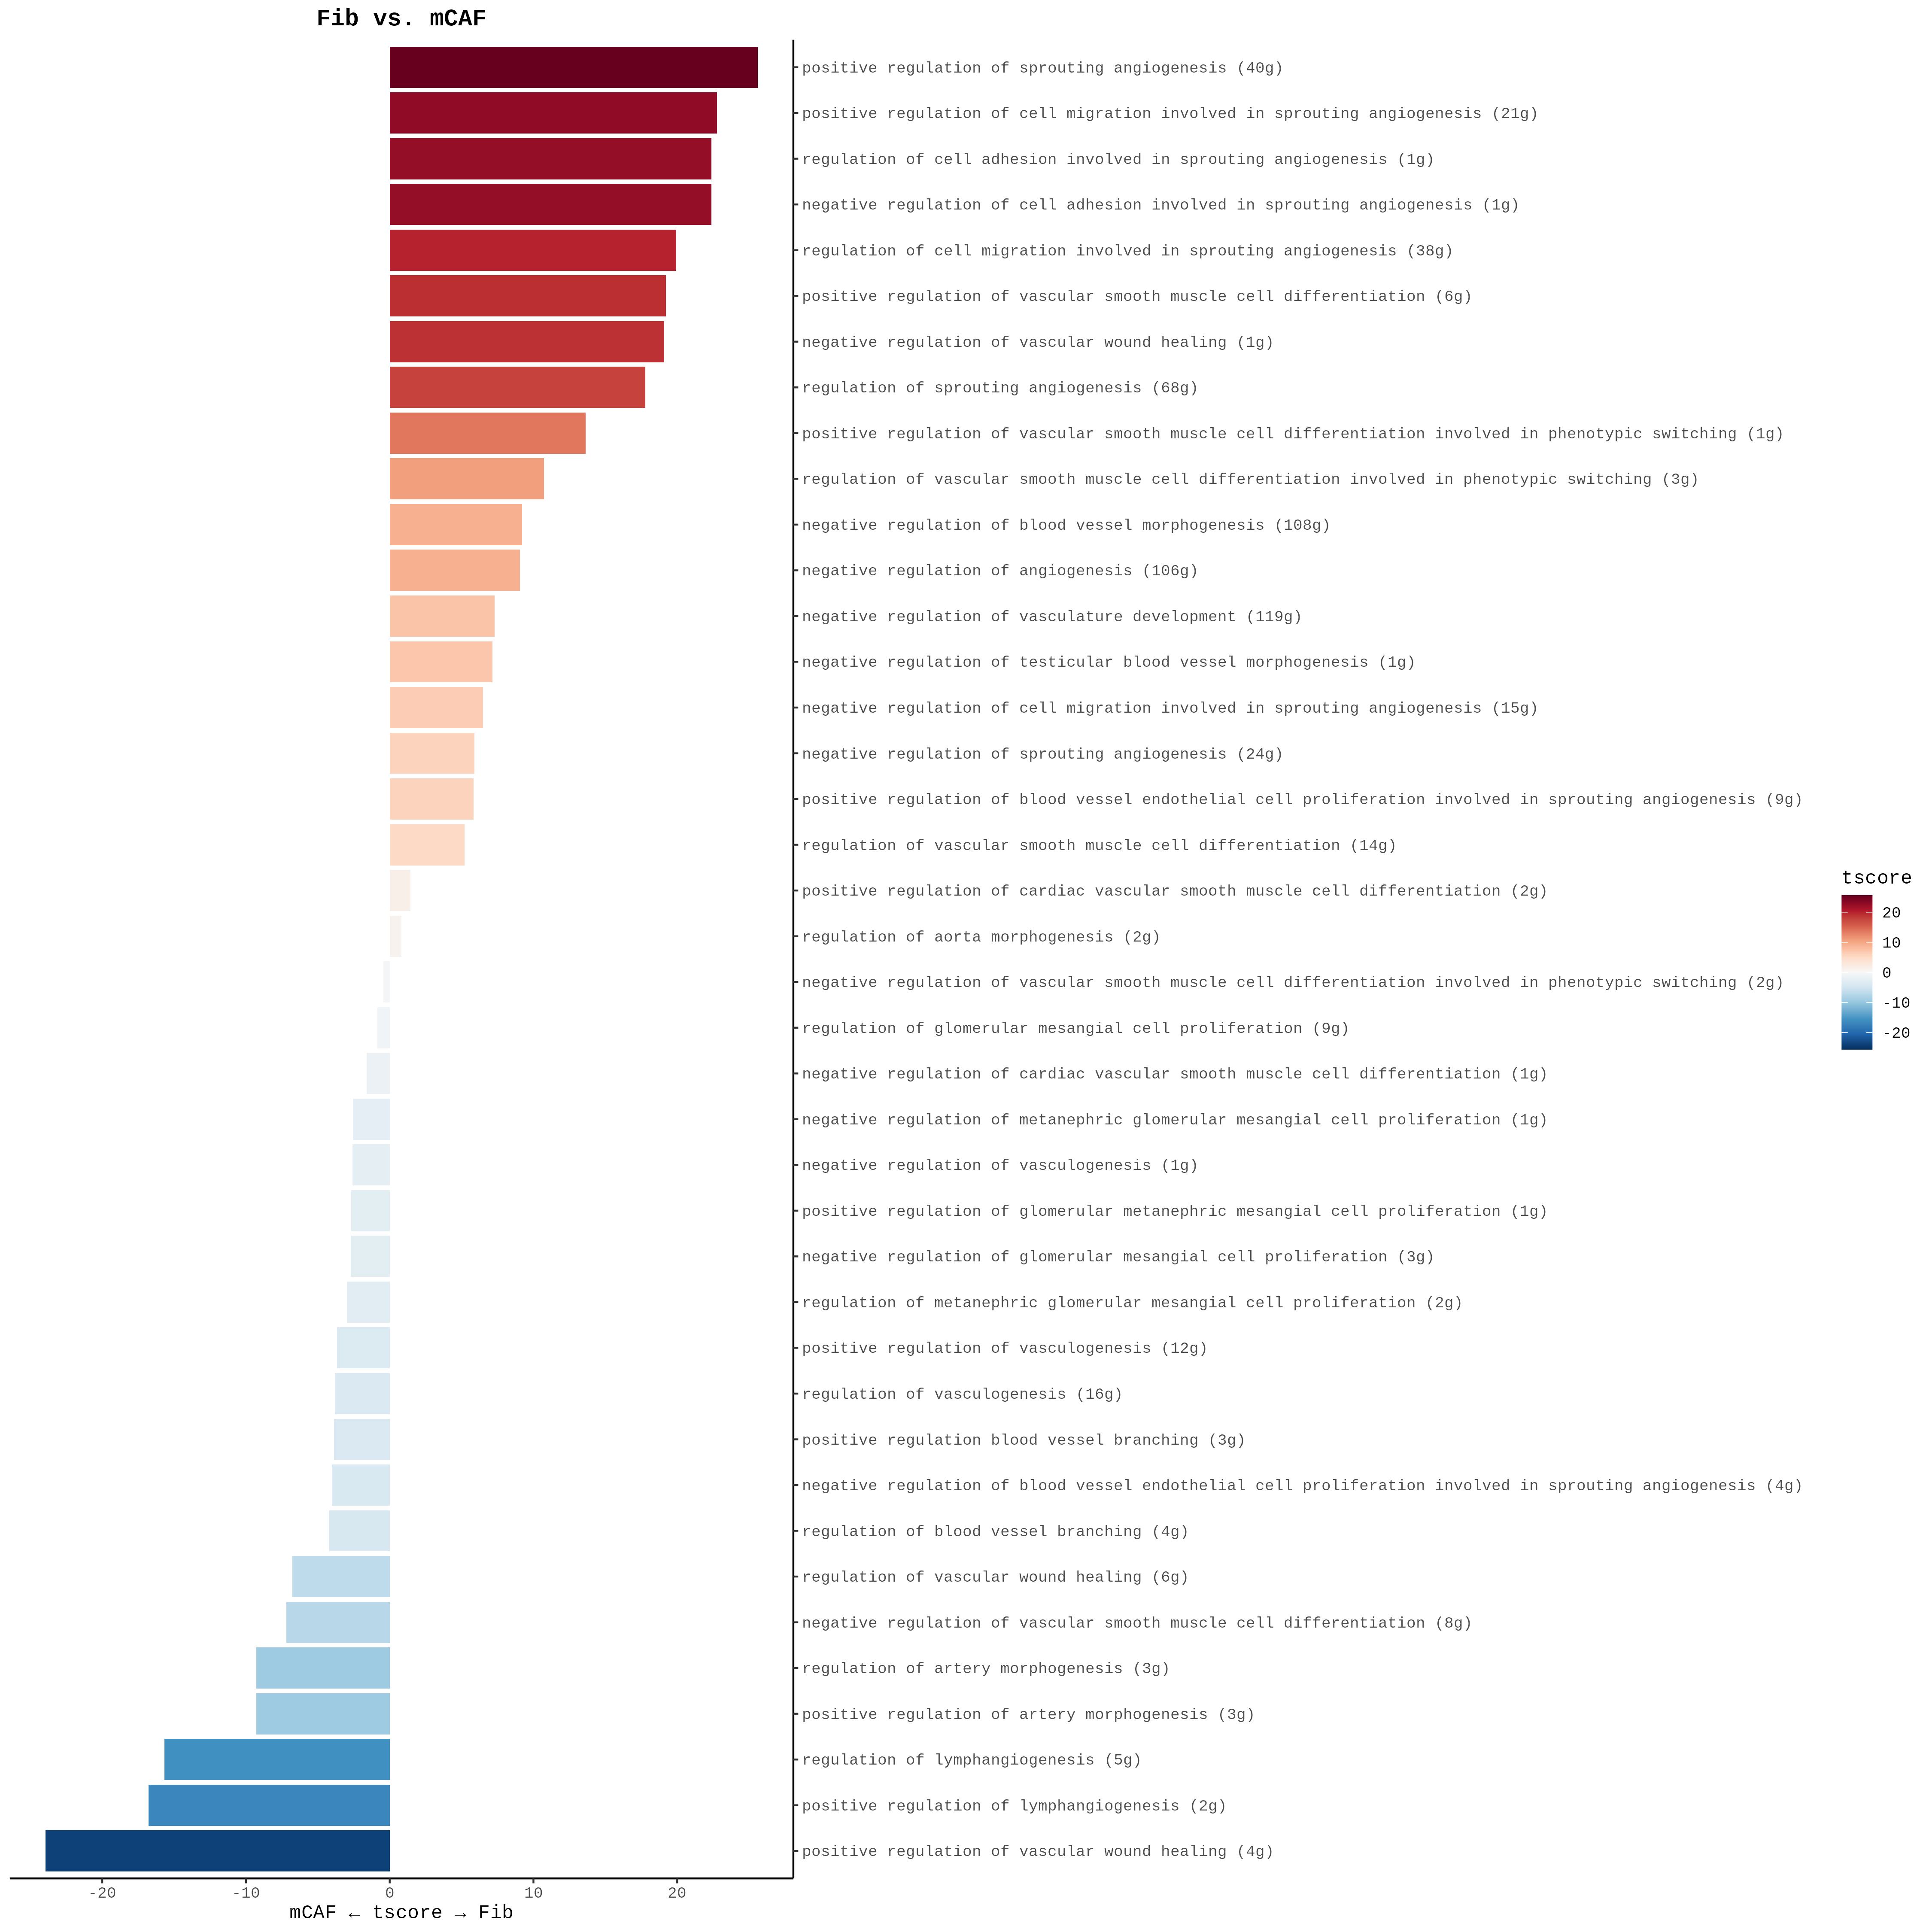 Fib vs. mCAF
positive regulation of sprouting angiogenesis (40g)
positive regulation of cell migration involved in sprouting angiogenesis (21g)
regulation of cell adhesion involved in sprouting angiogenesis (1g)
negative regulation of cell adhesion involved in sprouting angiogenesis (1g)
regulation of cell migration involved in sprouting angiogenesis (38g)
positive regulation of vascular smooth muscle cell differentiation (6g)
negative regulation of vascular wound healing (1g)
regulation of sprouting angiogenesis (68g)
positive regulation of vascular smooth muscle cell differentiation involved in phenotypic switching (1g)
regulation of vascular smooth muscle cell differentiation involved in phenotypic switching (3g)
negative regulation of blood vessel morphogenesis (108g)
negative regulation of angiogenesis (106g)
negative regulation of vasculature development (119g)
negative regulation of testicular blood vessel morphogenesis (1g)
negative regulation of cell migration involved in sprouting angiogenesis (15g)
negative regulation of sprouting angiogenesis (24g)
positive regulation of blood vessel endothelial cell proliferation involved in sprouting angiogenesis (9g)
regulation of vascular smooth muscle cell differentiation (14g)
positive regulation of cardiac vascular smooth muscle cell differentiation (2g)
regulation of aorta morphogenesis (2g)
negative regulation of vascular smooth muscle cell differentiation involved in phenotypic switching (2g)
regulation of glomerular mesangial cell proliferation (9g)
negative regulation of cardiac vascular smooth muscle cell differentiation (1g)
negative regulation of metanephric glomerular mesangial cell proliferation (1g)
negative regulation of vasculogenesis (1g)
positive regulation of glomerular metanephric mesangial cell proliferation (1g)
negative regulation of glomerular mesangial cell proliferation (3g)
regulation of metanephric glomerular mesangial cell proliferation (2g)
positive regulation of vasculogenesis (12g)
regulation of vasculogenesis (16g)
positive regulation blood vessel branching (3g)
negative regulation of blood vessel endothelial cell proliferation involved in sprouting angiogenesis (4g)
regulation of blood vessel branching (4g)
regulation of vascular wound healing (6g)
negative regulation of vascular smooth muscle cell differentiation (8g)
regulation of artery morphogenesis (3g)
positive regulation of artery morphogenesis (3g)
regulation of lymphangiogenesis (5g)
positive regulation of lymphangiogenesis (2g)
positive regulation of vascular wound healing (4g)
-20 -10 0 10 20
mCAF ← tscore → Fib
tscore
20
10
0
-10
-20